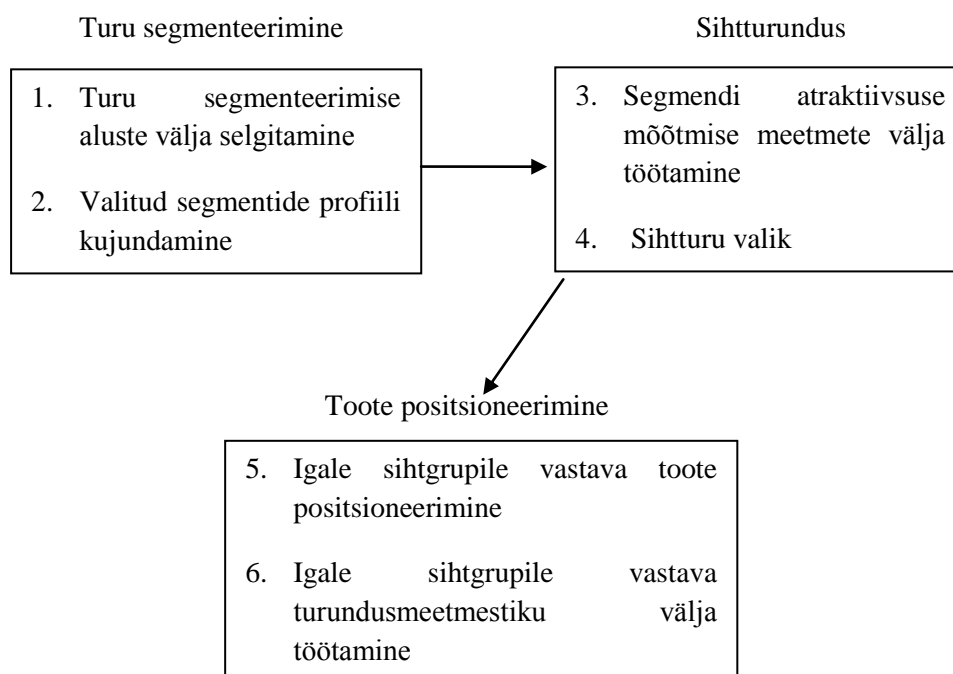 Turu segmenteerimine
1. Turu segmenteerimise
aluste välja selgitamine
2. Valitud segmentide profiili
kujundamine
Sihtturundus
3. Segmendi atraktiivsuse
mõõtmise meetmete välja
töötamine
4. Sihtturu valik
Toote positsioneerimine
5. Igale sihtgrupile vastava toote
positsioneerimine
6. Igale sihtgrupile vastava
turundusmeetmestiku välja
töötamine